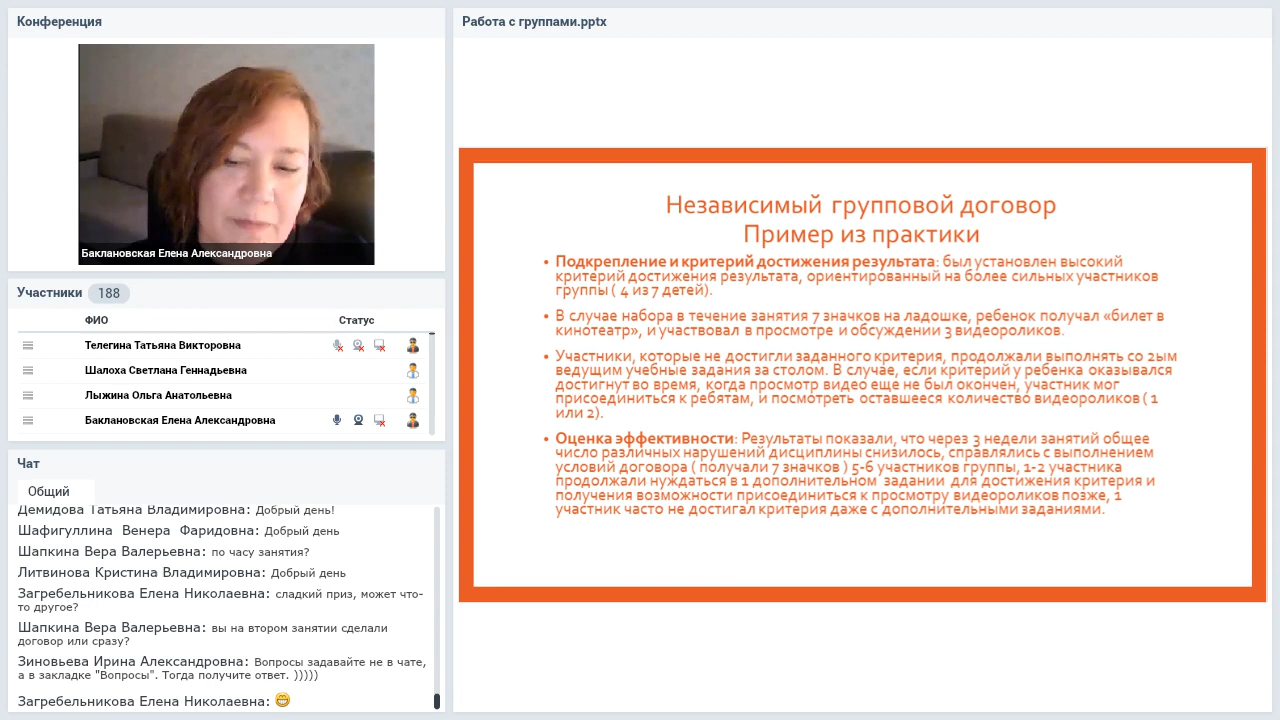 Конференция
Баклановская Елена Александровна
Участники 188
ФИО Статус
Телегина Татьяна Викторовна
Шалоха Светлана Геннадьевна
Лыжина Ольга Анатольевна
Баклановская Елена Александровна
Чат
Общий
Демидова Татьяна Владимировна: Добрый день!
Шафигуллина Венера Фаридовна: Добрый день
Шапкина Вера Валерьевна: по часу занятия?
Литвинова Кристина Владимировна: Добрый день
Загребельникова Елена Николаевна: сладкий приз, может что-
то другое?
Шапкина Вера Валерьевна: вы на втором занятии сделали
договор или сразу?
Зиновьева Ирина Александровна: Вопросы задавайте не в чате,
а в закладке "Вопросы". Тогда получите ответ. )))))
Загребельникова Елена Николаевна:
Работа с группами.pptx
Независимый групповой договор
Пример из практики
• Подкрепление и критерий достижения результата: был установлен высокий
критерий достижения результата, ориентированный на более сильных участников
группы ( 4 из 7 детей).
• В случае набора в течение занятия 7 значков на ладошке, ребенок получал «билет в
кинотеатр», и участвовал в просмотре и обсуждении 3 видеороликов.
• Участники, которые не достигли заданного критерия, продолжали выполнять со 2ым
ведущим учебные задания за столом. В случае, если критерий у ребенка оказывался
достигнут во время, когда просмотр видео еще не был окончен, участник мог
присоединиться к ребятам, и посмотреть оставшееся количество видеороликов ( 1
или 2).
• Оценка эффективности: Результаты показали, что через 3 недели занятий общее
число различных нарушений дисциплины снизилось, справлялись с выполнением
условий договора ( получали 7 значков ) 5-6 участников группы, 1-2 участника
продолжали нуждаться в 1 дополнительном задании для достижения критерия и
получения возможности присоединиться к просмотру видеороликов позже, 1
участник часто не достигал критерия даже с дополнительными заданиями.